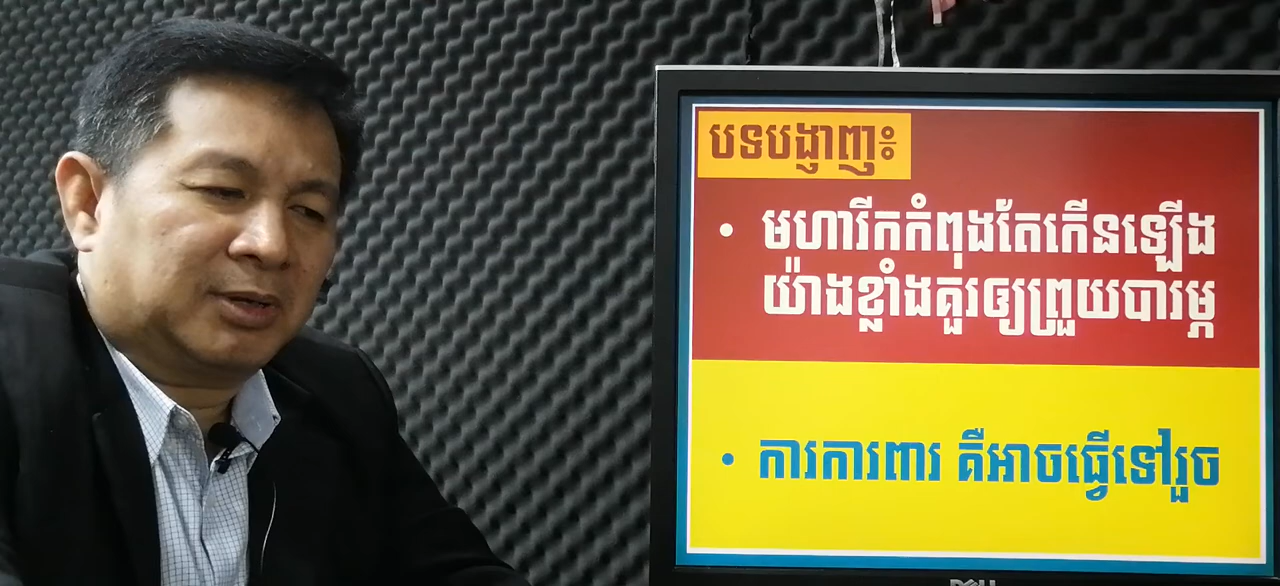 បទបង្ហាញ៖
• មហារីកកំពុងតែកើនឡើង
យ៉ាងខ្លាំងគួរឲ្យព្រួយបារម្ភ
• ការការពារ គឺអាចធ្វើទៅរួច